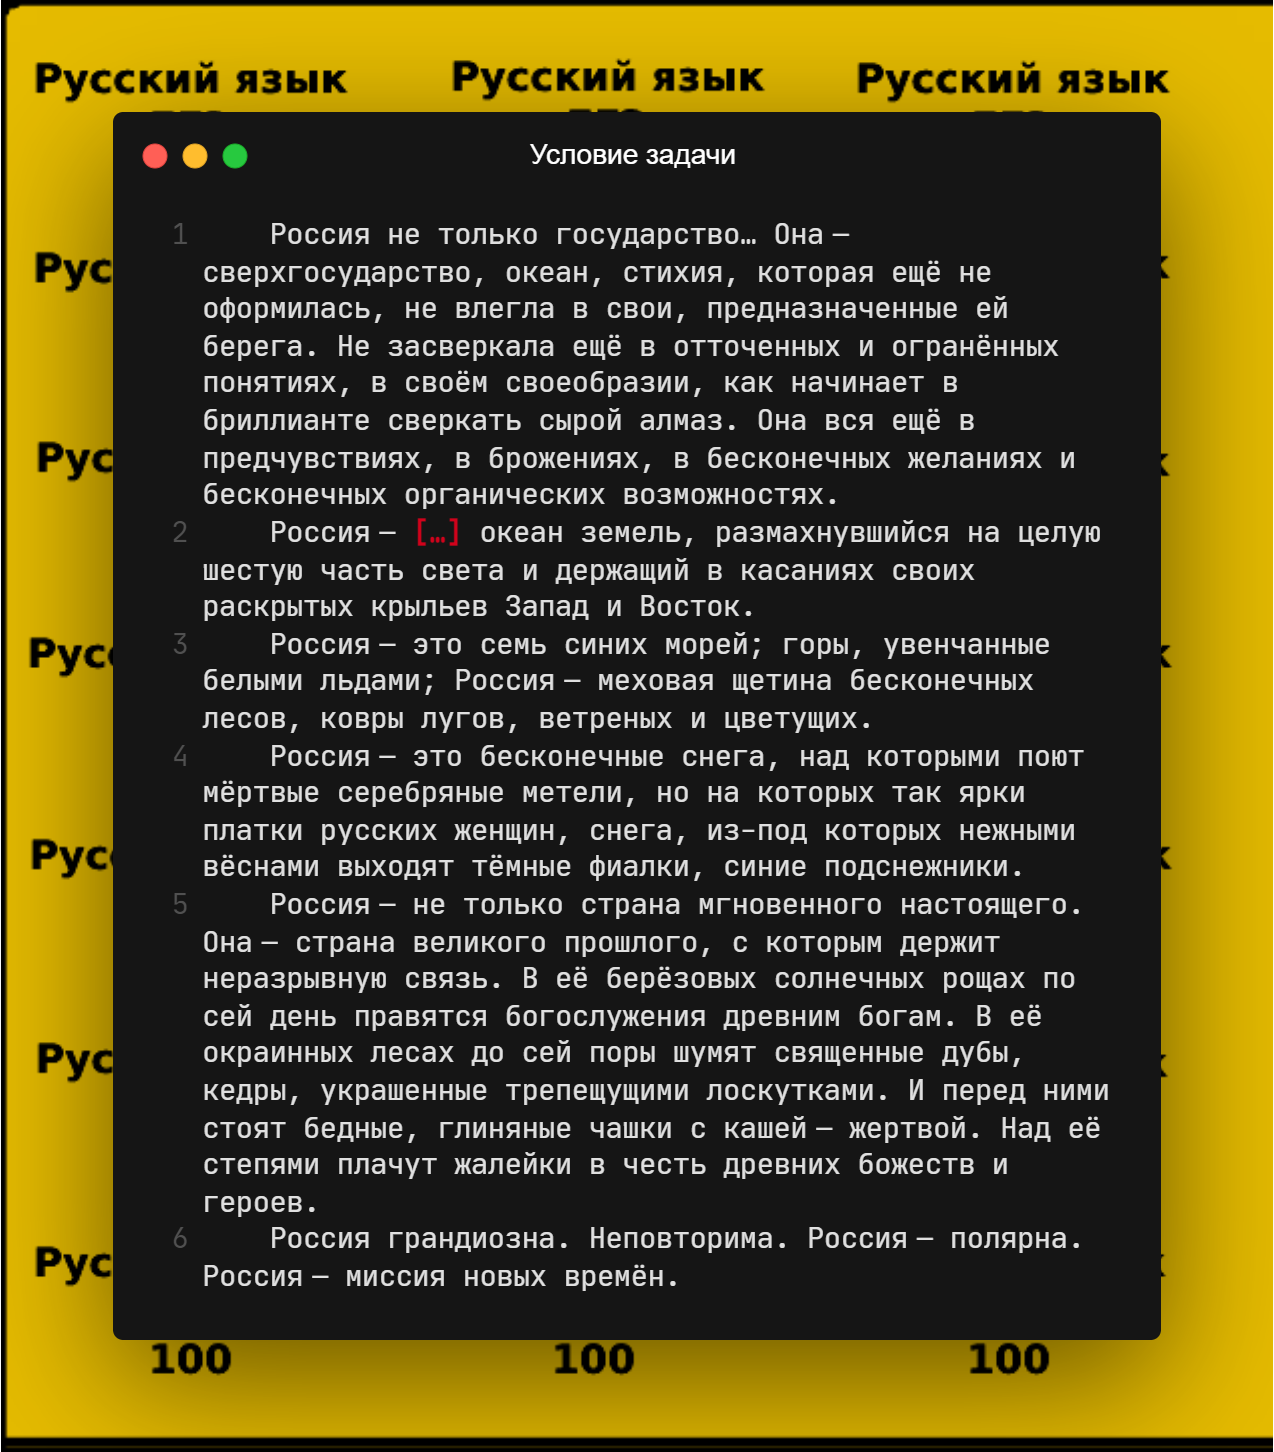 Русский язык Русский язык Русский язык
Условие задачи
1 Россия не только государство… Она —
сверхгосударство, океан, стихия, которая ещё не
оформилась, не влегла в свои, предназначенные ей
берега. Не засверкала ещё в отточенных и огранённых
понятиях, в своём своеобразии, как начинает в
бриллианте сверкать сырой алмаз. Она вся ещё в
предчувствиях, в брожениях, в бесконечных желаниях и
бесконечных органических возможностях.
2 Россия — […] океан земель, размахнувшийся на целую
шестую часть света и держащий в касаниях своих
раскрытых крыльев Запад и Восток.
3 Россия — это семь синих морей; горы, увенчанные
белыми льдами; Россия — меховая щетина бесконечных
лесов, ковры лугов, ветреных и цветущих.
4 Россия — это бесконечные снега, над которыми поют
мёртвые серебряные метели, но на которых так ярки
платки русских женщин, снега, из-под которых нежными
вёснами выходят тёмные фиалки, синие подснежники.
5 Россия — не только страна мгновенного настоящего.
Она — страна великого прошлого, с которым держит
неразрывную связь. В её берёзовых солнечных рощах по
сей день правятся богослужения древним богам. В её
окраинных лесах до сей поры шумят священные дубы,
кедры, украшенные трепещущими лоскутками. И перед ними
стоят бедные, глиняные чашки с кашей — жертвой. Над её
степями плачут жалейки в честь древних божеств и
героев.
6 Россия грандиозна. Неповторима. Россия — полярна.
Россия — миссия новых времён.
100 100 100